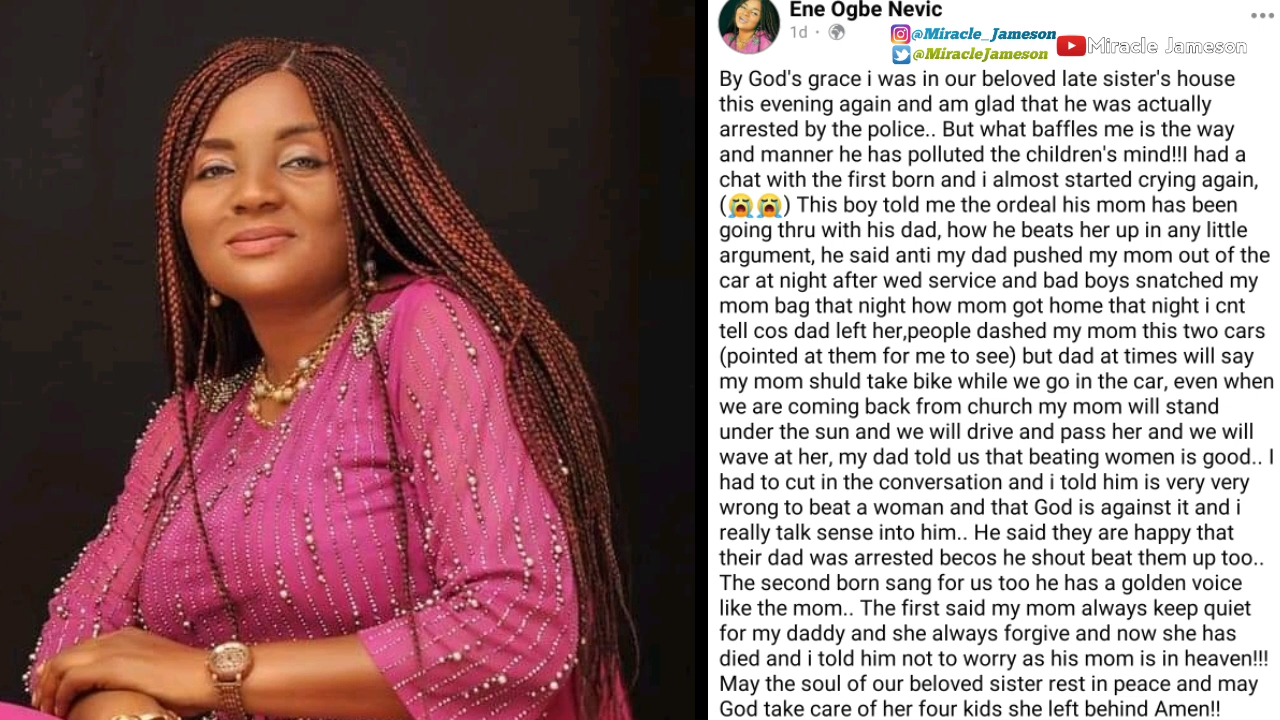 Ene Ogbe Nevic
1d ·
@Miracle_Jameson
@MiracleJameson
Miracle Jameson
By God's grace i was in our beloved late sister's house
this evening again and am glad that he was actually
arrested by the police.. But what baffles me is the way
and manner he has polluted the children's mind!!I had a
chat with the first born and i almost started crying again,
(😭😭) This boy told me the ordeal his mom has been
going thru with his dad, how he beats her up in any little
argument, he said anti my dad pushed my mom out of the
car at night after wed service and bad boys snatched my
mom bag that night how mom got home that night i cnt
tell cos dad left her,people dashed my mom this two cars
(pointed at them for me to see) but dad at times will say
my mom shuld take bike while we go in the car, even when
we are coming back from church my mom will stand
under the sun and we will drive and pass her and we will
wave at her, my dad told us that beating women is good.. I
had to cut in the conversation and i told him is very very
wrong to beat a woman and that God is against it and i
really talk sense into him.. He said they are happy that
their dad was arrested becos he shout beat them up too..
The second born sang for us too he has a golden voice
like the mom.. The first said my mom always keep quiet
for my daddy and she always forgive and now she has
died and i told him not to worry as his mom is in heaven!!!
May the soul of our beloved sister rest in peace and may
God take care of her four kids she left behind Amen!!